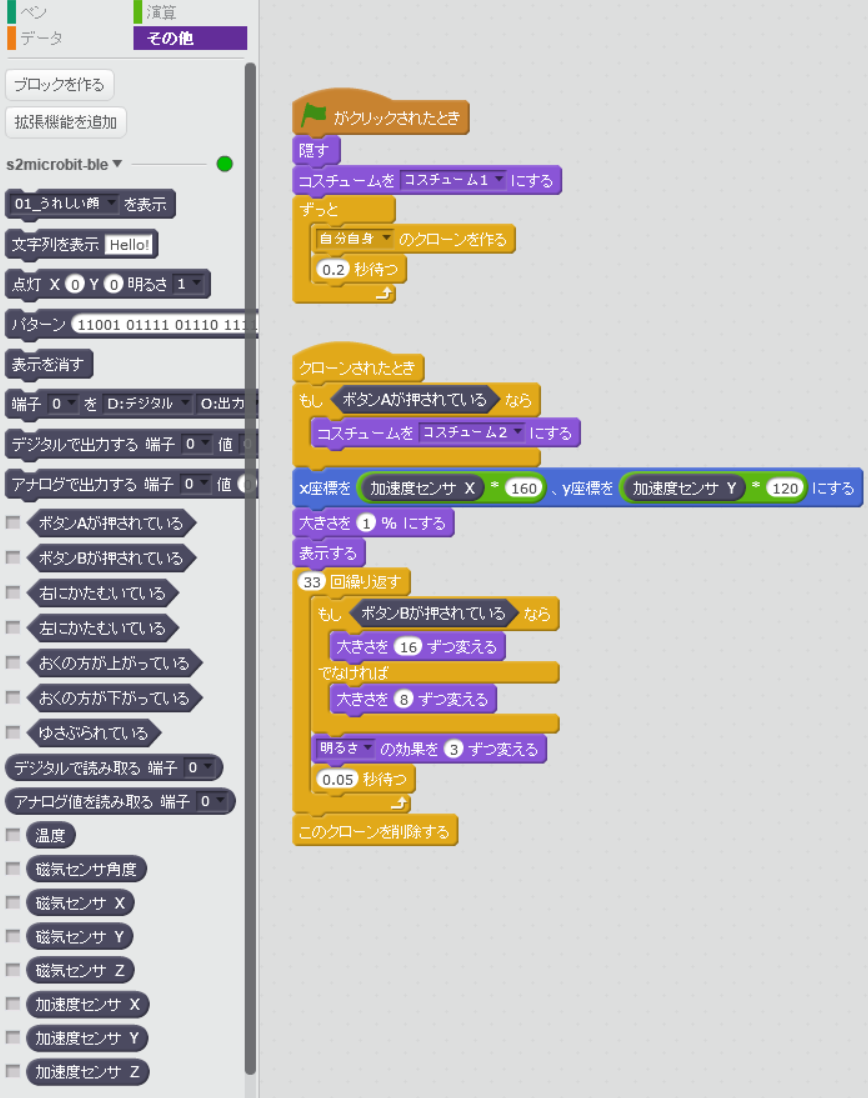 ペン 演算
データ その他
ブロックを作る
拡張機能を追加
s2microbit-ble
01_うれしい顔 を表示
文字列を表示 Hello!
点灯 X 0 Y 0 明るさ 1
パターン 11001 01111 01110 1111
表示を消す
端子 0 を D:デジタル O:出力
デジタルで出力する 端子 0 値 0
アナログで出力する 端子 0 値
ボタンAが押されている
ボタンBが押されている
右にかたむいている
左にかたむいている
おくの方が上がっている
おくの方が下がっている
ゆさぶられている
デジタルで読み取る 端子 0
アナログ値を読み取る 端子 0
温度
磁気センサ角度
磁気センサ X
磁気センサ Y
磁気センサ Z
加速度センサ X
加速度センサ Y
加速度センサ Z
がクリックされたとき
隠す
コスチュームを コスチューム1 にする
ずっと
自分自身 のクローンを作る
0.2 秒待つ
クローンされたとき
もし ボタンAが押されている なら
コスチュームを コスチューム2 にする
x座標を 加速度センサ X * 160 、y座標を 加速度センサ Y * 120 にする
大きさを 1 % にする
表示する
33 回繰り返す
もし ボタンBが押されている なら
大きさを 16 ずつ変える
でなければ
大きさを 8 ずつ変える
明るさ の効果を 3 ずつ変える
0.05 秒待つ
このクローンを削除する